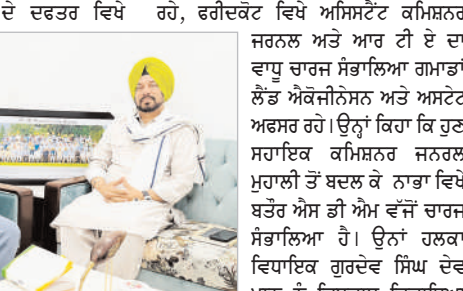 ਦੇ ਦਫਤਰ ਵਿਖੇ
ਰਹੇ, ਫਰੀਦਕੋਟ ਵਿਖੇ ਅਸਿਸਟੈਂਟ ਕਮਿਸ਼ਨਰ
ਜਰਨਲ ਅਤੇ ਆਰ ਟੀ ਏ ਦਾ
ਵਾਧੂ ਚਾਰਜ ਸੰਭਾਲਿਆ ਗਮਾਡਾ
ਲੈਂਡ ਐਕੋਜੀਨੇਸਨ ਅਤੇ ਅਸਟੇਟ
ਅਫਸਰ ਰਹੇ। ਉਨ੍ਹਾਂ ਕਿਹਾ ਕਿ ਹੁਣ
ਸਹਾਇਕ ਕਮਿਸ਼ਨਰ ਜਨਰਲ
ਮੁਹਾਲੀ ਤੋਂ ਬਦਲ ਕੇ ਨਾਭਾ ਵਿਖੇ
ਬਤੌਰ ਐਸ ਡੀ ਐਮ ਵੱਜੋਂ ਚਾਰਜ
ਸੰਭਾਲਿਆ ਹੈ। ਉਨਾਂ ਹਲਕਾ
ਵਿਧਾਇਕ ਗੁਰਦੇਵ ਸਿੰਘ ਦੇਵ